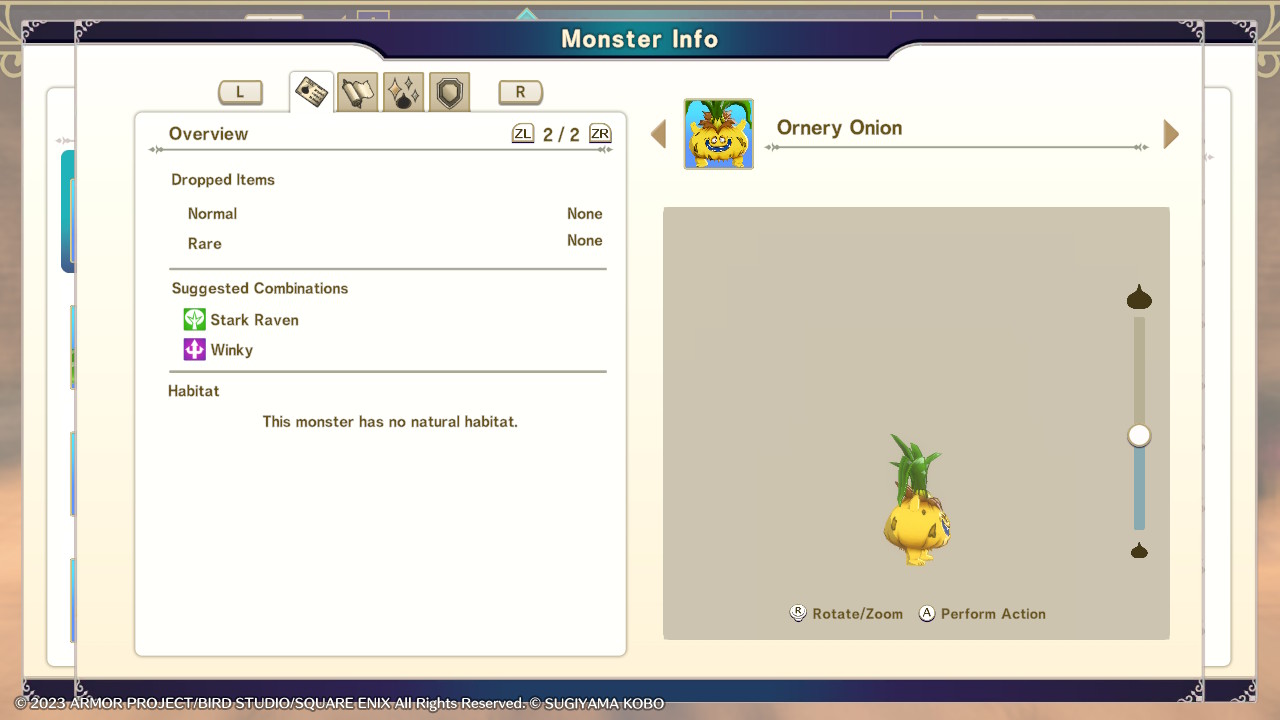 Monster Info
L
R
Overview
ZL 2 / 2 ZR
Dropped Items
Normal None
Rare None
Suggested Combinations
Stark Raven
Winky
Habitat
This monster has no natural habitat.
Ornery Onion
R Rotate/Zoom A Perform Action
© 2023 ARMOR PROJECT/BIRD STUDIO/SQUARE ENIX All Rights Reserved. © SUGIYAMA KOBO